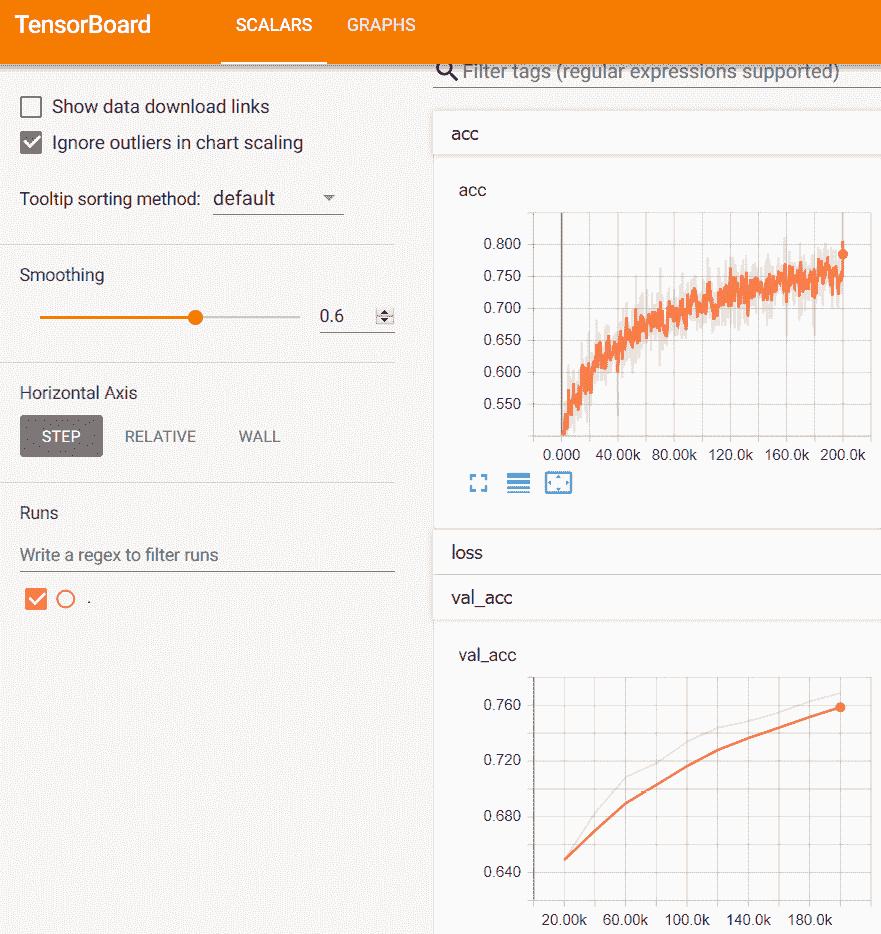 TensorBoard SCALARS GRAPHS
Show data download links
Ignore outliers in chart scaling
Tooltip sorting method: default
Smoothing
0.6
Horizontal Axis
STEP RELATIVE WALL
Runs
Write a regex to filter runs
.
Filter tags (regular expressions supported)
acc
acc
0.800
0.750
0.700
0.650
0.600
0.550
0.000 40.00k 80.00k 120.0k 160.0k 200.0k
loss
val_acc
val_acc
0.760
0.720
0.680
0.640
20.00k 60.00k 100.0k 140.0k 180.0k